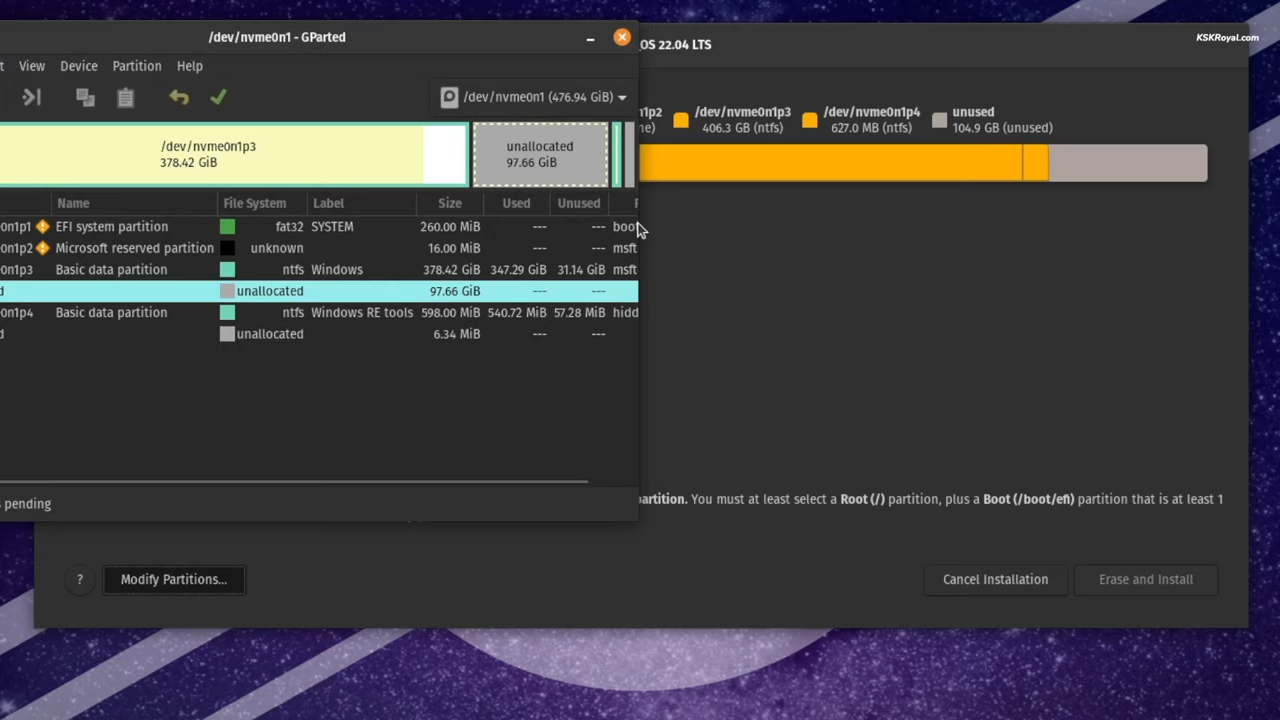 /dev/nvme0n1 - GParted
OS 22.04 LTS
KSKRoyal.com
t View Device Partition Help
/dev/nvme0n1 (476.94 GiB)
n1p2 /dev/nvme0n1p3 /dev/nvme0n1p4 unused
ne) 406.3 GB (ntfs) 627.0 MB (ntfs) 104.9 GB (unused)
/dev/nvme0n1p3
378.42 GiB
unallocated
97.66 GiB
Name File System Label Size Used Unused F
0n1p1 EFI system partition fat32 SYSTEM 260.00 MiB --- --- boo
0n1p2 Microsoft reserved partition unknown 16.00 MiB --- --- msft
0n1p3 Basic data partition ntfs Windows 378.42 GiB 347.29 GiB 31.14 GiB msft
d unallocated 97.66 GiB --- ---
0n1p4 Basic data partition ntfs Windows RE tools 598.00 MiB 540.72 MiB 57.28 MiB hidd
d unallocated 6.34 MiB --- ---
s pending
artition. You must at least select a Root (/) partition, plus a Boot (/boot/efi) partition that is at least 1
? Modify Partitions... Cancel Installation Erase and Install